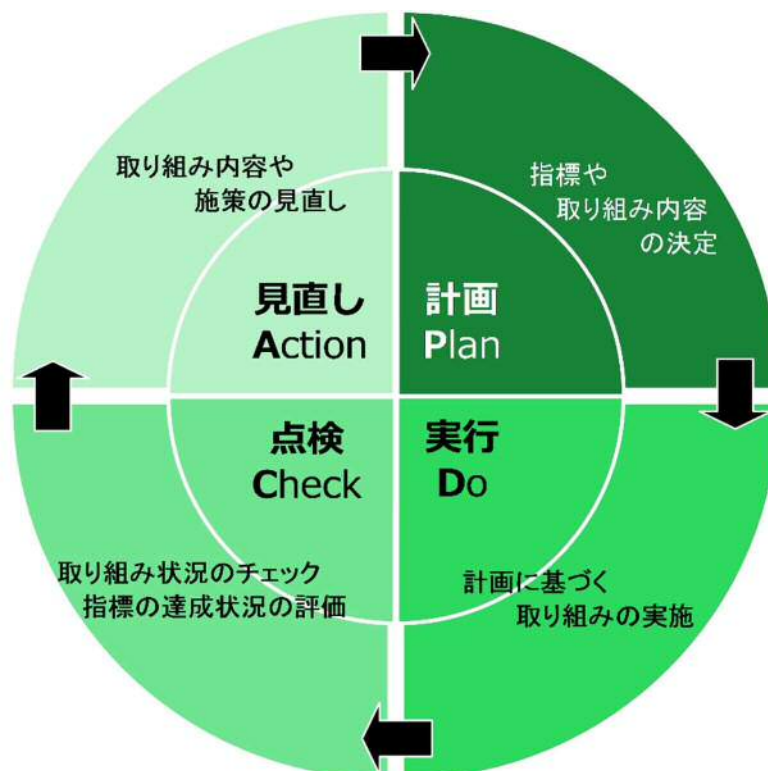 取り組み内容や
施策の見直し
見直し
Action
指標や
取り組み内容
の決定
計画
Plan
点検
Check
取り組み状況のチェック
指標の達成状況の評価
実行
Do
計画に基づく
取り組みの実施